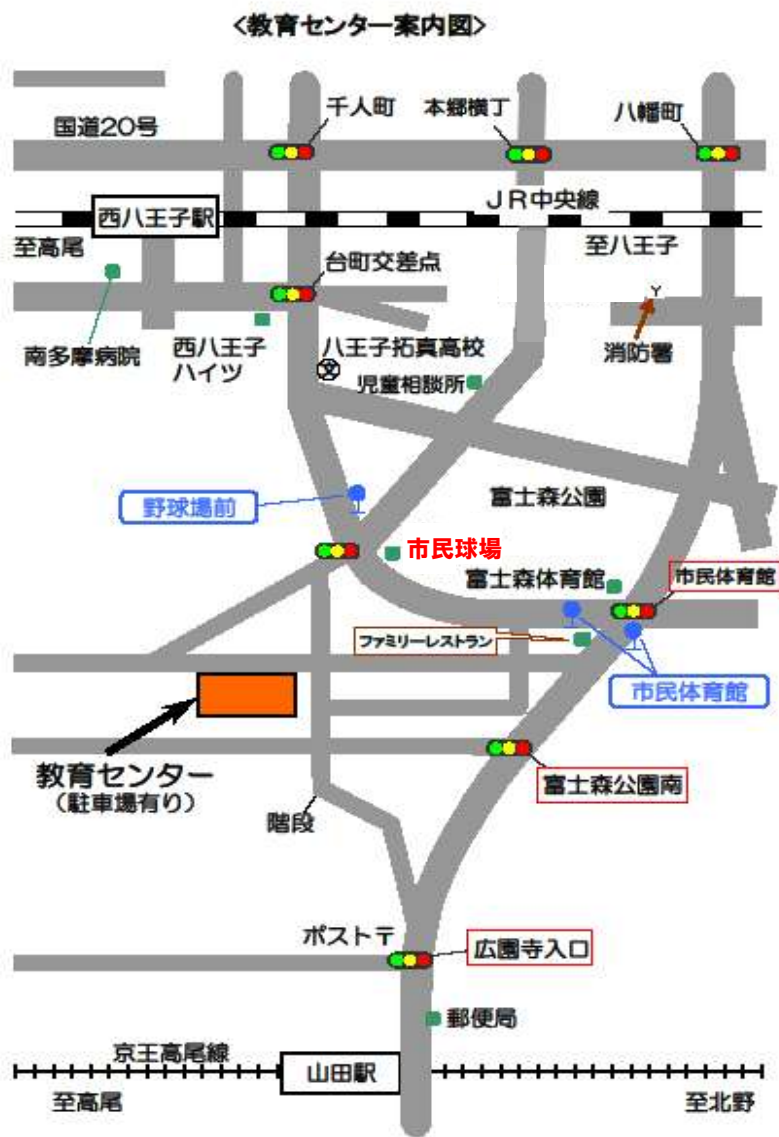 <教育センター案内図>
千人町
本郷横丁
八幡町
国道20号
JR中央線
西八王子駅
至高尾
至八王子
台町交差点
Y
南多摩病院
西八王子
ハイツ
八王子拓真高校
消防署
文
児童相談所
野球場前
富士森公園
市民球場
富士森体育館
市民体育館
ファミリーレストラン
市民体育館
教育センター
(駐車場有り)
富士森公園南
階段
ポスト〒
広園寺入口
郵便局
京王高尾線
山田駅
至高尾
至北野